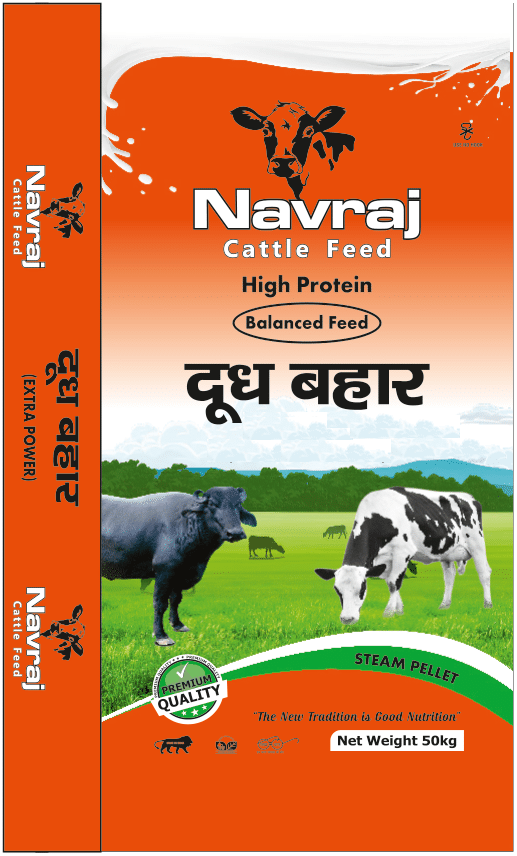 Navraj
Cattle Feed
दूध बहार
(EXTRA POWER)
Navraj
Cattle Feed
Navraj
Cattle Feed
High Protein
Balanced Feed
दूध बहार
STEAM PELLET
PREMIUM
QUALITY
"The New Tradition is Good Nutrition"
Net Weight 50kg